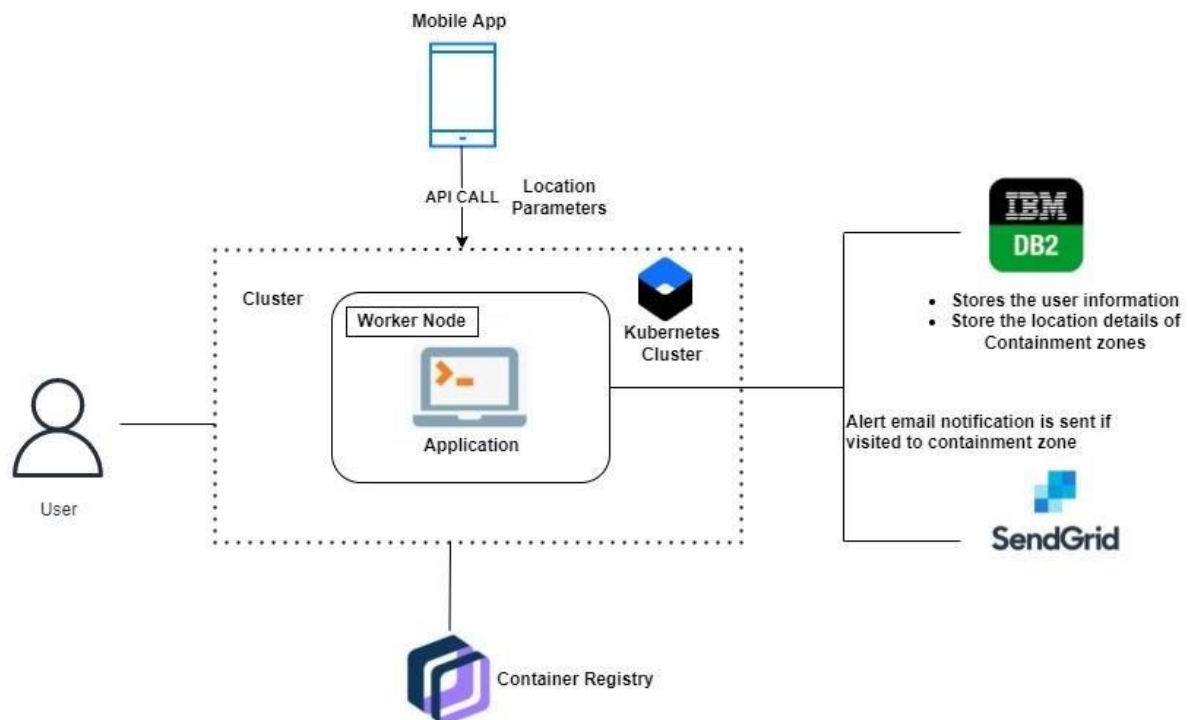 Mobile App
API CALL
Location
Parameters
IBM
DB2
• Stores the user information
• Store the location details of
Containment zones
Cluster
Worker Node
Kubernetes
Cluster
Application
User
Alert email notification is sent if
visited to containment zone
SendGrid
Container Registry